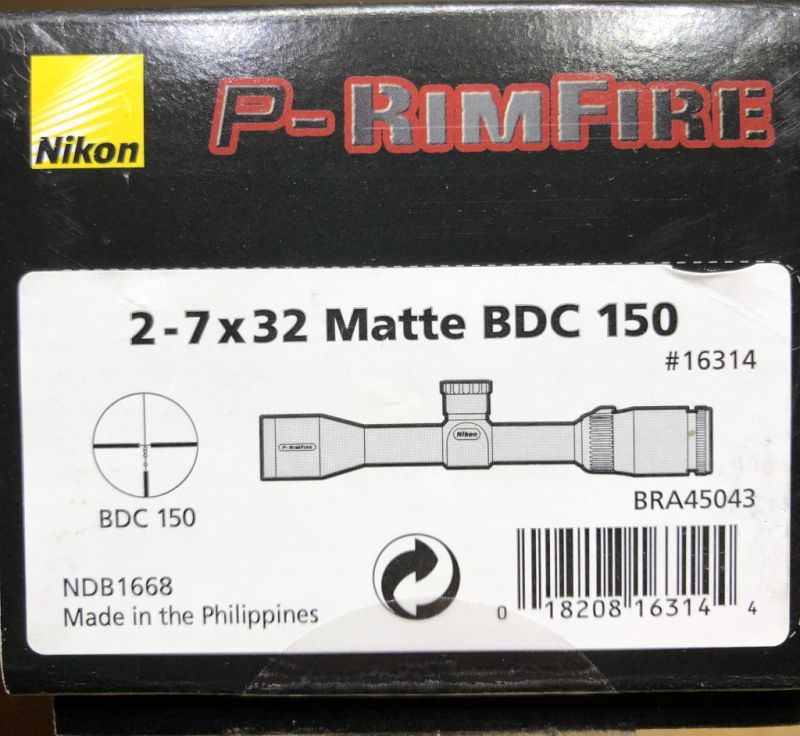 Nikon
P-RIMFIRE
2-7x32 Matte BDC 150
#16314
P-RIMFIRE
Nikon
BDC 150
BRA45043
NDB1668
Made in the Philippines
0 18208 16314 4